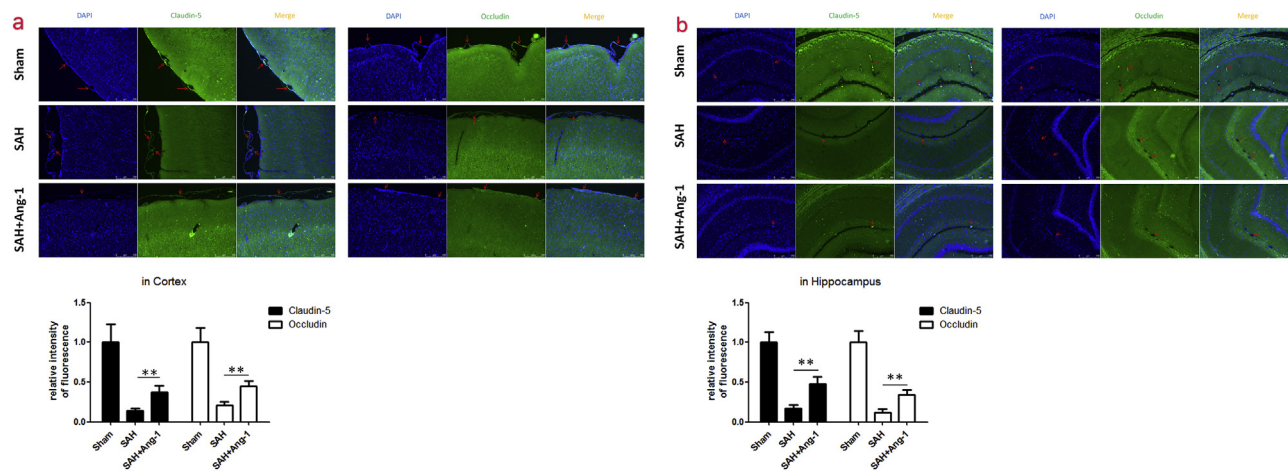 a
DAPI Claudin-5 Merge DAPI Occludin Merge
Sham
SAH
SAH+Ang-1
in Cortex
relative intensity
of fluorescence
1.5
1.0
0.5
0.0
Claudin-5
Occludin
**
**
Sham SAH SAH+Ang-1 Sham SAH SAH+Ang-1
b
DAPI Claudin-5 Merge DAPI Occludin Merge
Sham
SAH
SAH+Ang-1
in Hippocampus
relative intensity
of fluorescence
1.5
1.0
0.5
0.0
Claudin-5
Occludin
**
**
Sham SAH SAH+Ang-1 Sham SAH SAH+Ang-1